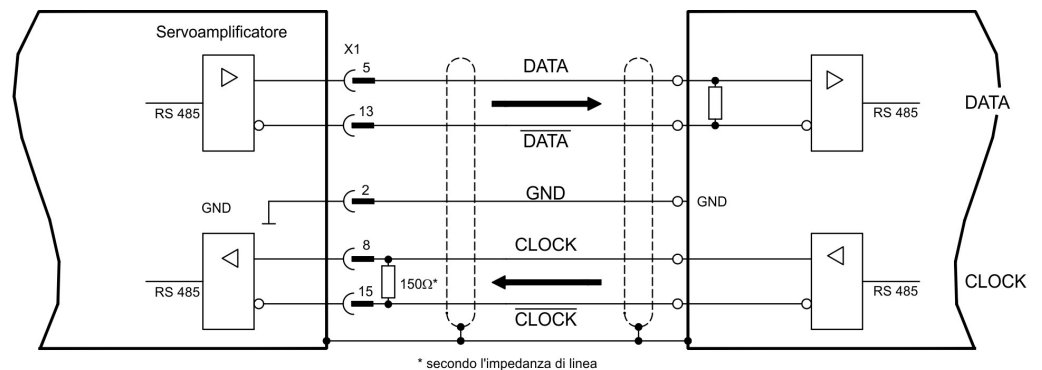 Servoamplificatore
X1
5
DATA
13
RS 485
RS 485
DATA
DATA
2
GND
GND
GND
8
CLOCK
15
150Ω*
RS 485
RS 485
CLOCK
CLOCK
* secondo l'impedanza di linea